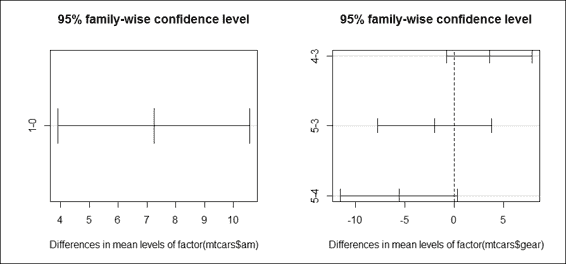 95% family-wise confidence level
1-0
4 5 6 7 8 9 10
Differences in mean levels of factor(mtcars$am)
95% family-wise confidence level
4-3
5-3
5-4
-10 -5 0 5
Differences in mean levels of factor(mtcars$gear)